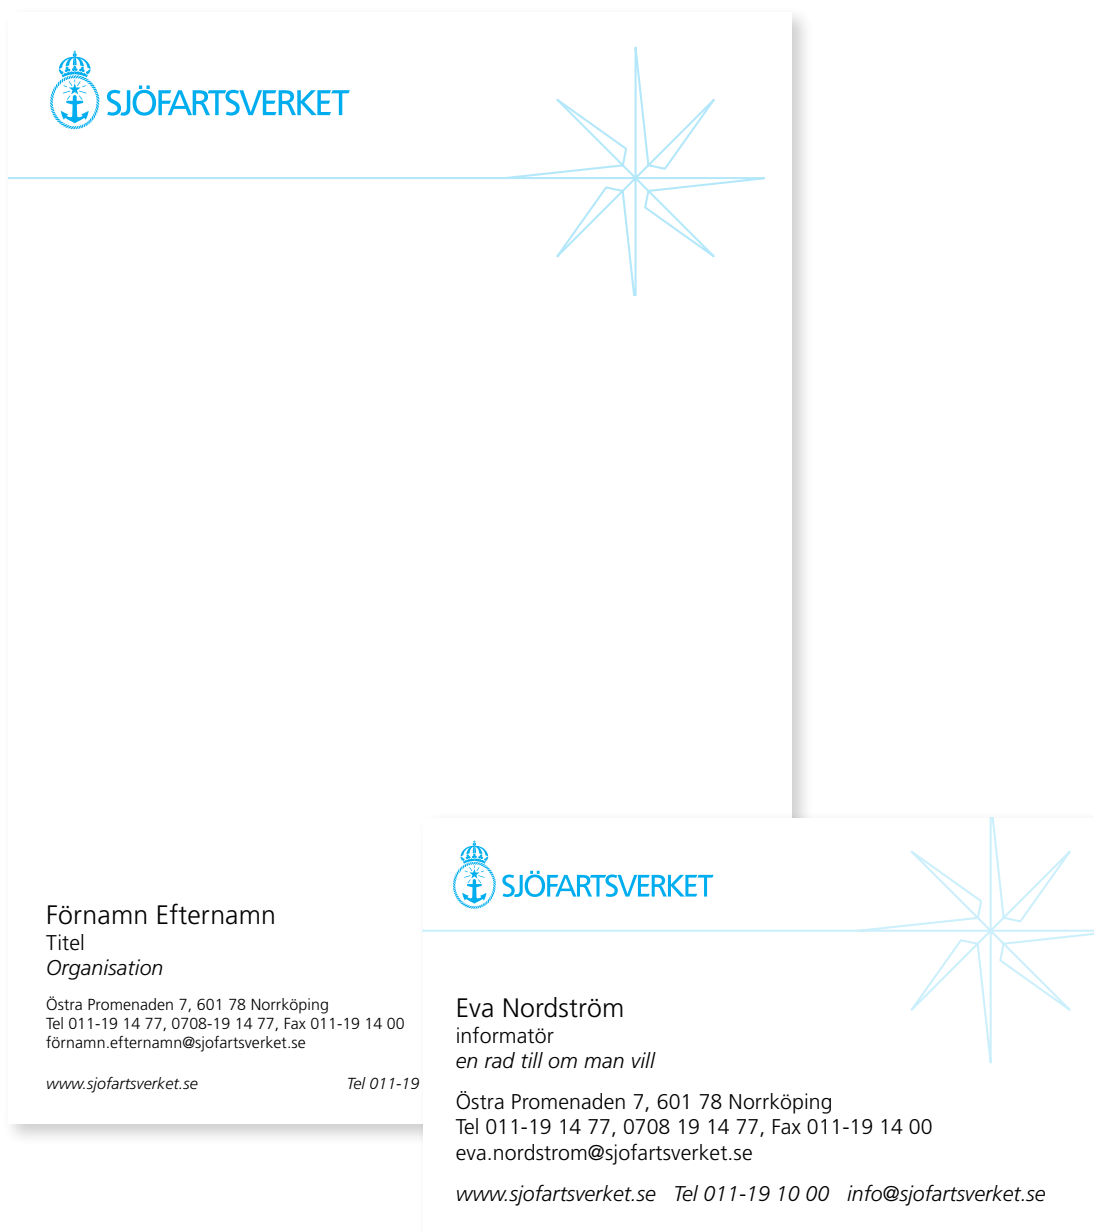 SJÖFARTSVERKET
Förnamn Efternamn
Titel
Organisation
Östra Promenaden 7, 601 78 Norrköping
Tel 011-19 14 77, 0708-19 14 77, Fax 011-19 14 00
förnamn.efternamn@sjofartsverket.se
www.sjofartsverket.se Tel 011-19
SJÖFARTSVERKET
Eva Nordström
informatör
en rad till om man vill
Östra Promenaden 7, 601 78 Norrköping
Tel 011-19 14 77, 0708 19 14 77, Fax 011-19 14 00
eva.nordstrom@sjofartsverket.se
www.sjofartsverket.se Tel 011-19 10 00 info@sjofartsverket.se